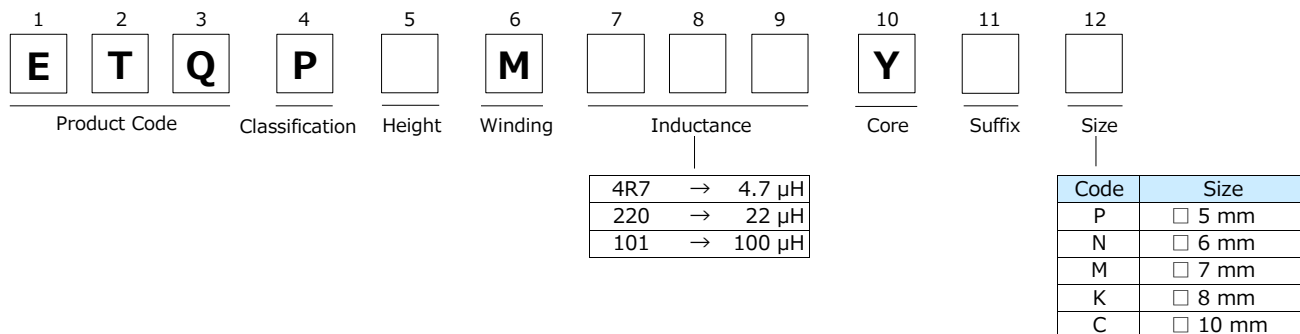 1 2 3 4 5 6 7 8 9 10 11 12
E T Q P M Y
Product Code Classification Height Winding Inductance Core Suffix Size
4R7 → 4.7 µH
220 → 22 µH
101 → 100 µH
Code Size
P □ 5 mm
N □ 6 mm
M □ 7 mm
K □ 8 mm
C □ 10 mm